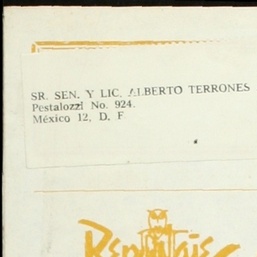 SR. SEN. Y LIC. ALBERTO TERRONES
Pestalozzi No. 924.
México 12, D. F